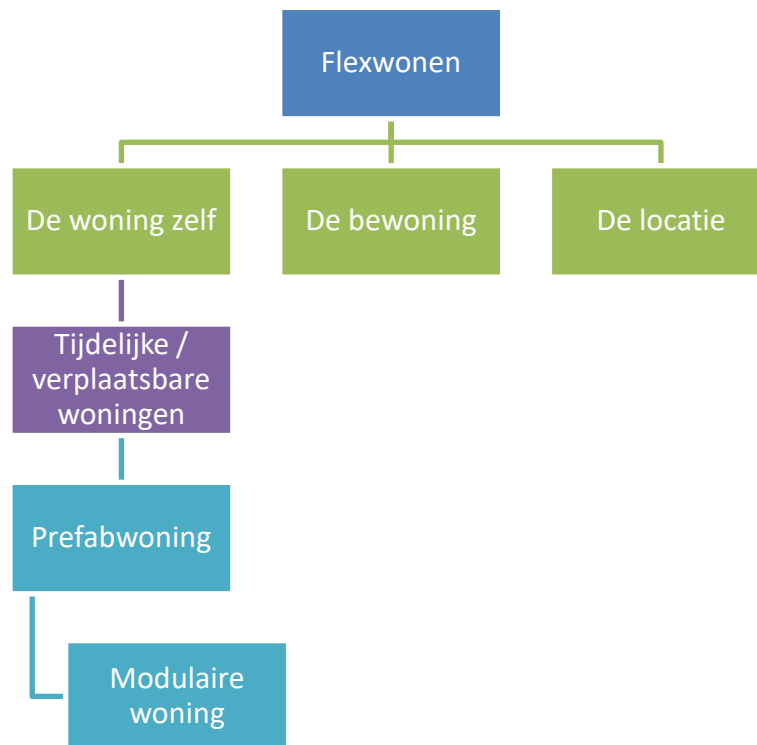 Flexwonen
De woning zelf
De bewoning
De locatie
Tijdelijke /
verplaatsbare
woningen
Prefabwoning
Modulaire
woning